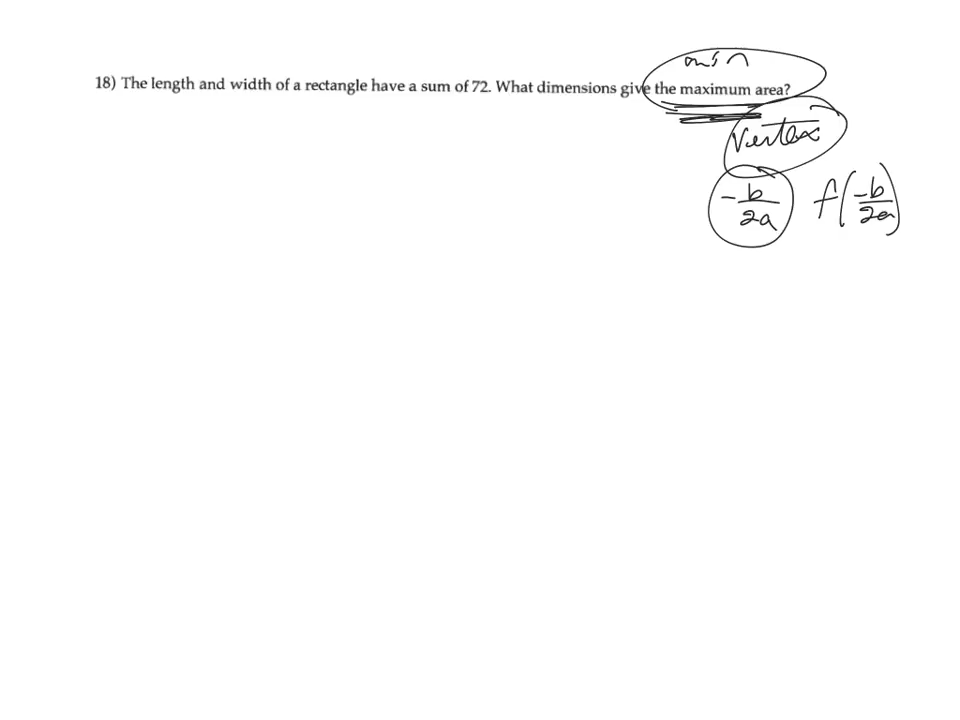 min
18) The length and width of a rectangle have a sum of 72. What dimensions give the maximum area?
Vertex
-b/2a f(-b/2a)